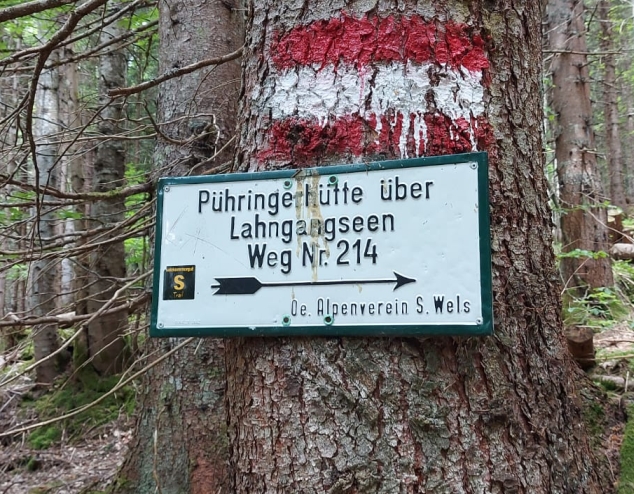 Pühringerhütte über
Lahngangseen
Weg Nr. 214
S
Oe. Alpenverein S. Wels